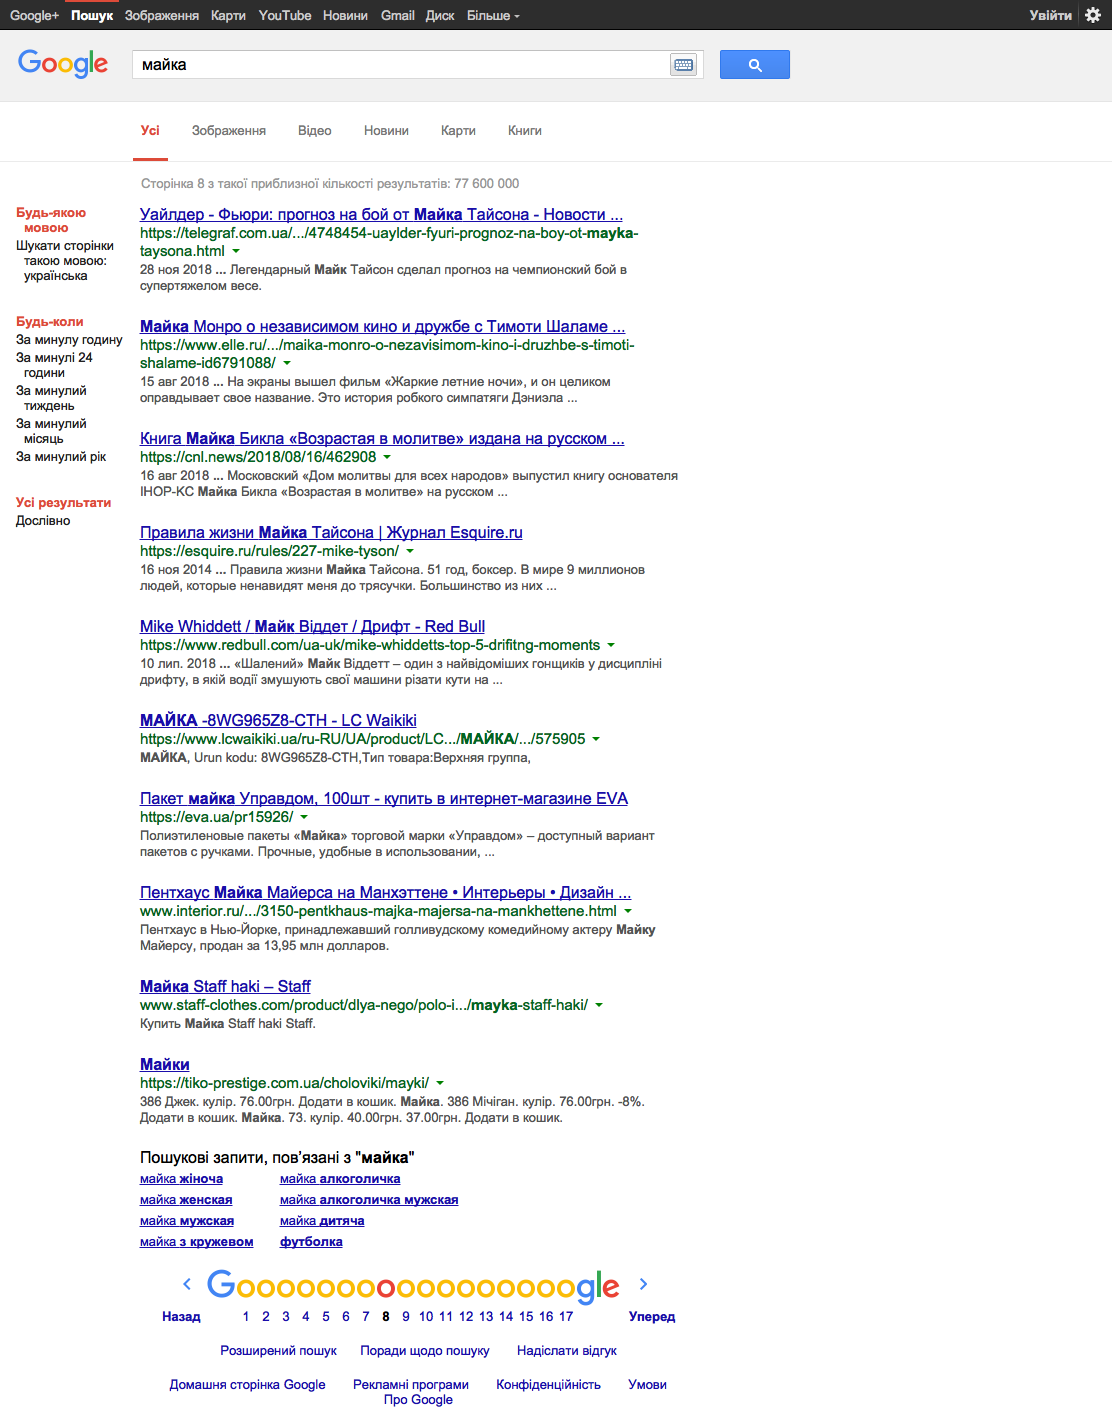 Google+ Пошук Зображення Карти YouTube Новини Gmail Диск Більше Увійти
Google майка
Усі Зображення Відео Новини Карти Книги
Сторінка 8 з такої приблизної кількості результатів: 77 600 000
Будь-якою
мовою
Шукати сторінки
такою мовою:
українська
Будь-коли
За минулу годину
За минулі 24
години
За минулий
тиждень
За минулий
місяць
За минулий рік
Усі результати
Дослівно
Уайлдер - Фьюри: прогноз на бой от Майка Тайсона - Новости ...
https://telegraf.com.ua/.../4748454-uaylder-fyuri-prognoz-na-boy-ot-mayka-
taysona.html
28 ноя 2018 ... Легендарный Майк Тайсон сделал прогноз на чемпионский бой в
супертяжелом весе.
Майка Монро о независимом кино и дружбе с Тимоти Шаламе ...
https://www.elle.ru/.../maika-monro-o-nezavisimom-kino-i-druzhbe-s-timoti-
shalame-id6791088/
15 авг 2018 ... На экраны вышел фильм «Жаркие летние ночи», и он целиком
оправдывает свое название. Это история робкого симпатяги Дэниэла ...
Книга Майка Бикла «Возрастая в молитве» издана на русском ...
https://cnl.news/2018/08/16/462908
16 авг 2018 ... Московский «Дом молитвы для всех народов» выпустил книгу основателя
IHOP-KC Майка Бикла «Возрастая в молитве» на русском ...
Правила жизни Майка Тайсона | Журнал Esquire.ru
https://esquire.ru/rules/227-mike-tyson/
16 ноя 2014 ... Правила жизни Майка Тайсона. 51 год, боксер. В мире 9 миллионов
людей, которые ненавидят меня до трясучки. Большинство из них ...
Mike Whiddett / Майк Віддет / Дрифт - Red Bull
https://www.redbull.com/ua-uk/mike-whiddetts-top-5-drifitng-moments
10 лип. 2018 ... «Шалений» Майк Віддетт – один з найвідоміших гонщиків у дисципліні
дрифту, в якій водії змушують свої машини різати кути на ...
МАЙКА -8WG965Z8-CTH - LC Waikiki
https://www.lcwaikiki.ua/ru-RU/UA/product/LC.../МАЙКА/.../575905
МАЙКА, Urun kodu: 8WG965Z8-CTH,Тип товара:Верхняя группа,
Пакет майка Управдом, 100шт - купить в интернет-магазине EVA
https://eva.ua/pr15926/
Полиэтиленовые пакеты «Майка» торговой марки «Управдом» – доступный вариант
пакетов с ручками. Прочные, удобные в использовании, ...
Пентхаус Майка Майерса на Манхэттене • Интерьеры • Дизайн ...
www.interior.ru/.../3150-pentkhaus-majka-majersa-na-mankhettene.html
Пентхаус в Нью-Йорке, принадлежавший голливудскому комедийному актеру Майку
Майерсу, продан за 13,95 млн долларов.
Майка Staff haki – Staff
www.staff-clothes.com/product/dlya-nego/polo-i.../mayka-staff-haki/
Купить Майка Staff haki Staff.
Майки
https://tiko-prestige.com.ua/choloviki/mayki/
386 Джек. кулір. 76.00грн. Додати в кошик. Майка. 386 Мічіган. кулір. 76.00грн. -8%.
Додати в кошик. Майка. 73. кулір. 40.00грн. 37.00грн. Додати в кошик.
Пошукові запити, пов’язані з "майка"
майка жіноча майка алкоголичка
майка женская майка алкоголичка мужская
майка мужская майка дитяча
майка з кружевом футболка
Gooooooooooooooooogle
Назад 1 2 3 4 5 6 7 8 9 10 11 12 13 14 15 16 17 Уперед
Розширений пошук Поради щодо пошуку Надіслати відгук
Домашня сторінка Google Рекламні програми Конфіденційність Умови
Про Google